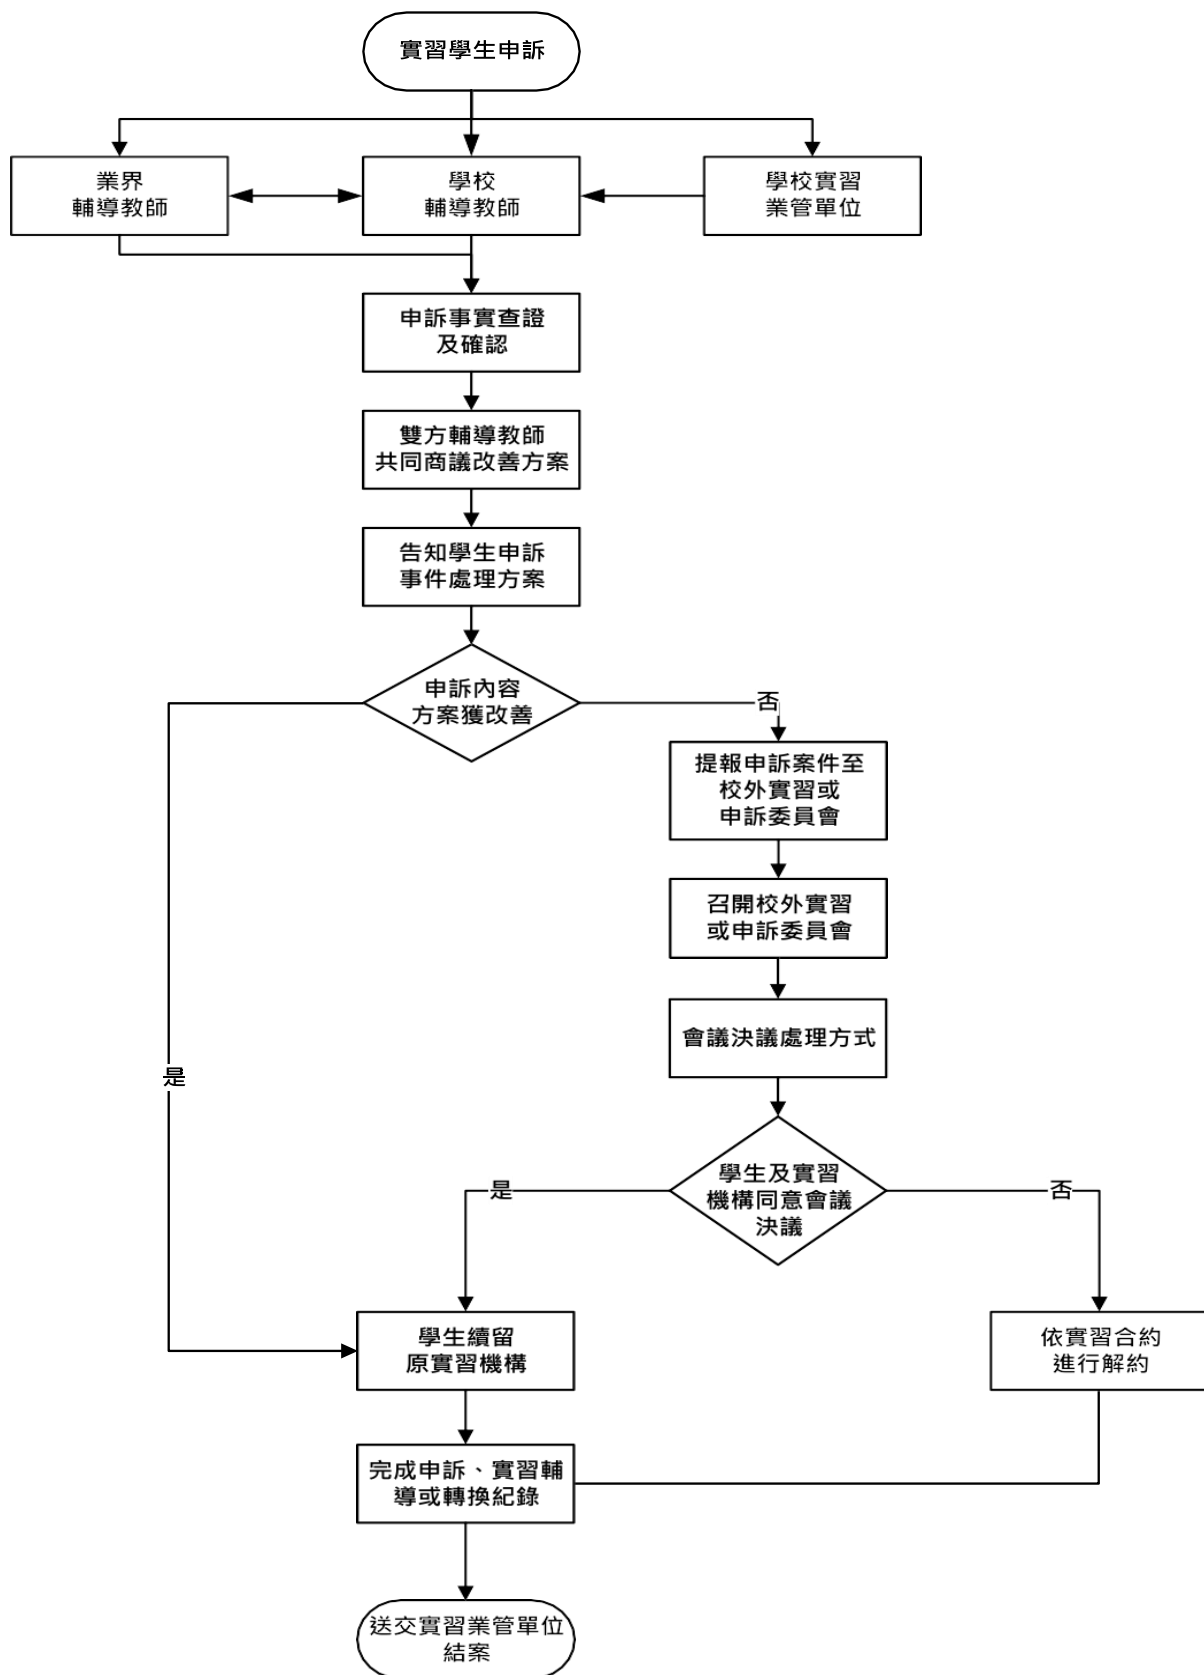 實習學生申訴
業界
輔導教師
學校
輔導教師
學校實習
業管單位
申訴事實查證
及確認
雙方輔導教師
共同商議改善方案
告知學生申訴
事件處理方案
申訴內容
方案獲改善
否
提報申訴案件至
校外實習或
申訴委員會
召開校外實習
或申訴委員會
會議決議處理方式
是
學生及實習
機構同意會議
決議
是
否
學生續留
原實習機構
依實習合約
進行解約
完成申訴、實習輔
導或轉換紀錄
送交實習業管單位
結案